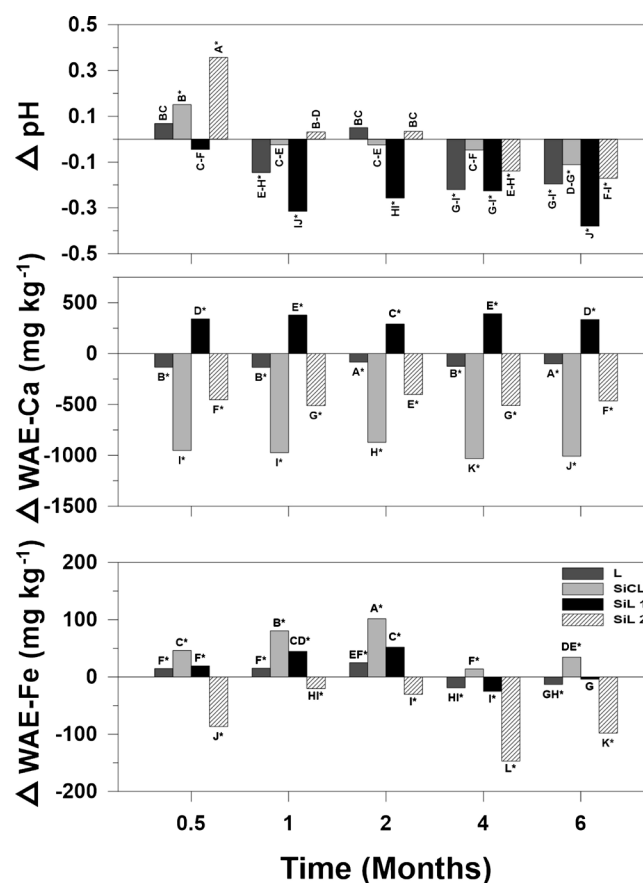 0.5
0.3
0.1
-0.1
-0.3
-0.5
Δ pH
BC
B*
C-F
A*
E-H*
C-E
IJ*
B-D
BC
C-E
HI*
BC
G-I*
C-F
G-I*
E-H*
G-I*
D-G*
J*
F-I*
500
0
-500
-1000
-1500
Δ WAE-Ca (mg kg⁻¹)
B*
I*
D*
F*
B*
I*
E*
G*
A*
H*
C*
E*
B*
K*
E*
G*
A*
J*
D*
F*
200
100
0
-100
-200
Δ WAE-Fe (mg kg⁻¹)
L
SiCL
SiL 1
SiL 2
F*
C*
F*
J*
F*
B*
CD*
HI*
EF*
A*
C*
I*
HI*
F*
I*
L*
GH*
DE*
G
K*
0.5 1 2 4 6
Time (Months)